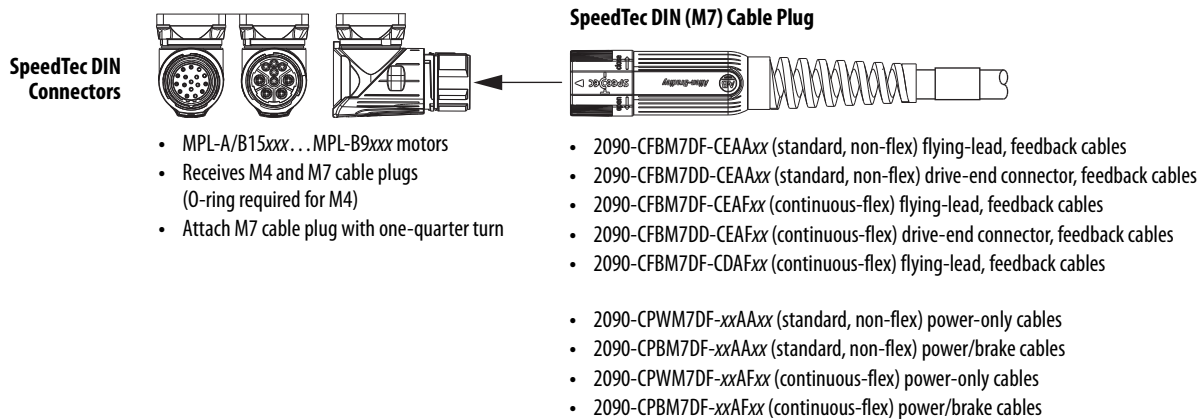 SpeedTec DIN (M7) Cable Plug
SpeedTec DIN
Connectors
SPEEDTEC
Allen-Bradley
AB
• MPL-A/B15xxx…MPL-B9xxx motors
• Receives M4 and M7 cable plugs
(O-ring required for M4)
• Attach M7 cable plug with one-quarter turn
• 2090-CFBM7DF-CEAAxx (standard, non-flex) flying-lead, feedback cables
• 2090-CFBM7DD-CEAAxx (standard, non-flex) drive-end connector, feedback cables
• 2090-CFBM7DF-CEAFxx (continuous-flex) flying-lead, feedback cables
• 2090-CFBM7DD-CEAFxx (continuous-flex) drive-end connector, feedback cables
• 2090-CFBM7DF-CDAFxx (continuous-flex) flying-lead, feedback cables
• 2090-CPWM7DF-xxAAxx (standard, non-flex) power-only cables
• 2090-CPBM7DF-xxAAxx (standard, non-flex) power/brake cables
• 2090-CPWM7DF-xxAFxx (continuous-flex) power-only cables
• 2090-CPBM7DF-xxAFxx (continuous-flex) power/brake cables